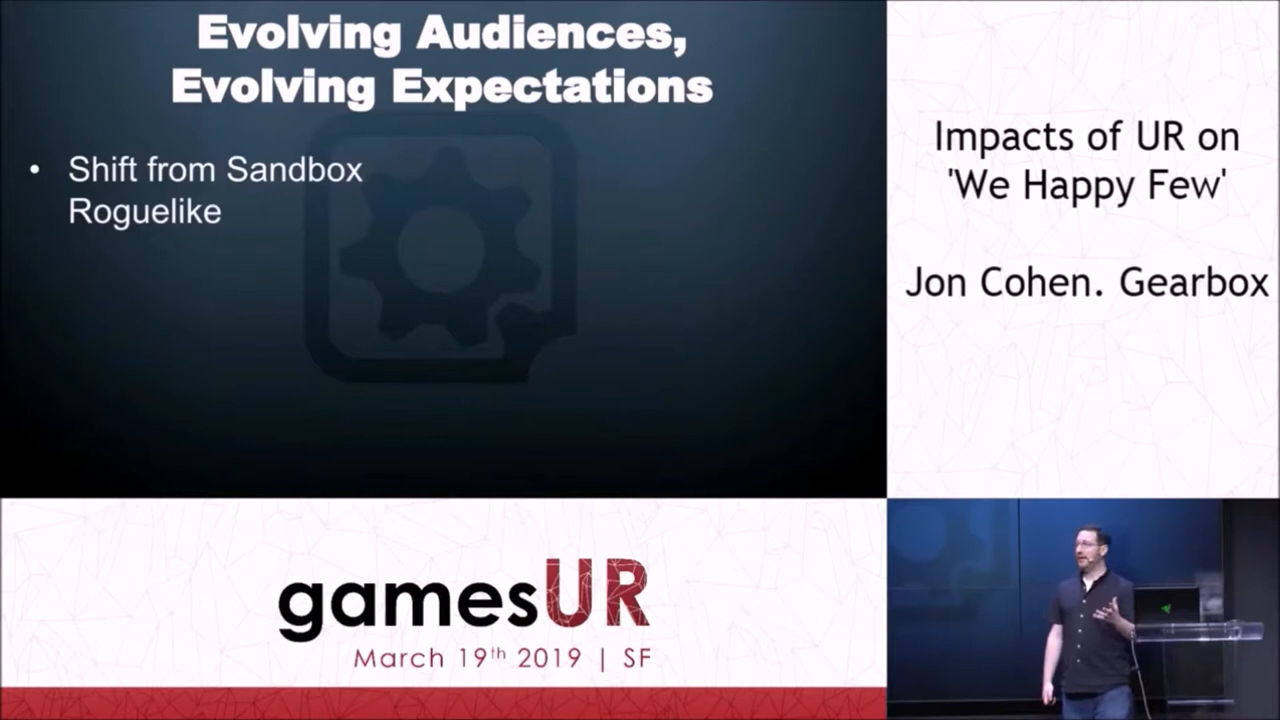 Evolving Audiences,
Evolving Expectations
• Shift from Sandbox
Roguelike
Impacts of UR on
'We Happy Few'
Jon Cohen. Gearbox
gamesUR
March 19th 2019 | SF